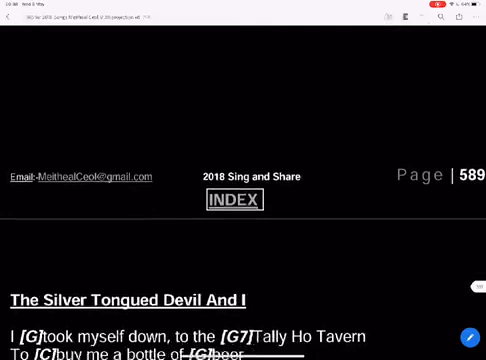 Email:-MeithealCeol@gmail.com
2018 Sing and Share
Page | 589
INDEX
The Silver Tongued Devil And I
I [G]took myself down, to the [G7]Tally Ho Tavern
To [C]buy me a bottle of [G]beer